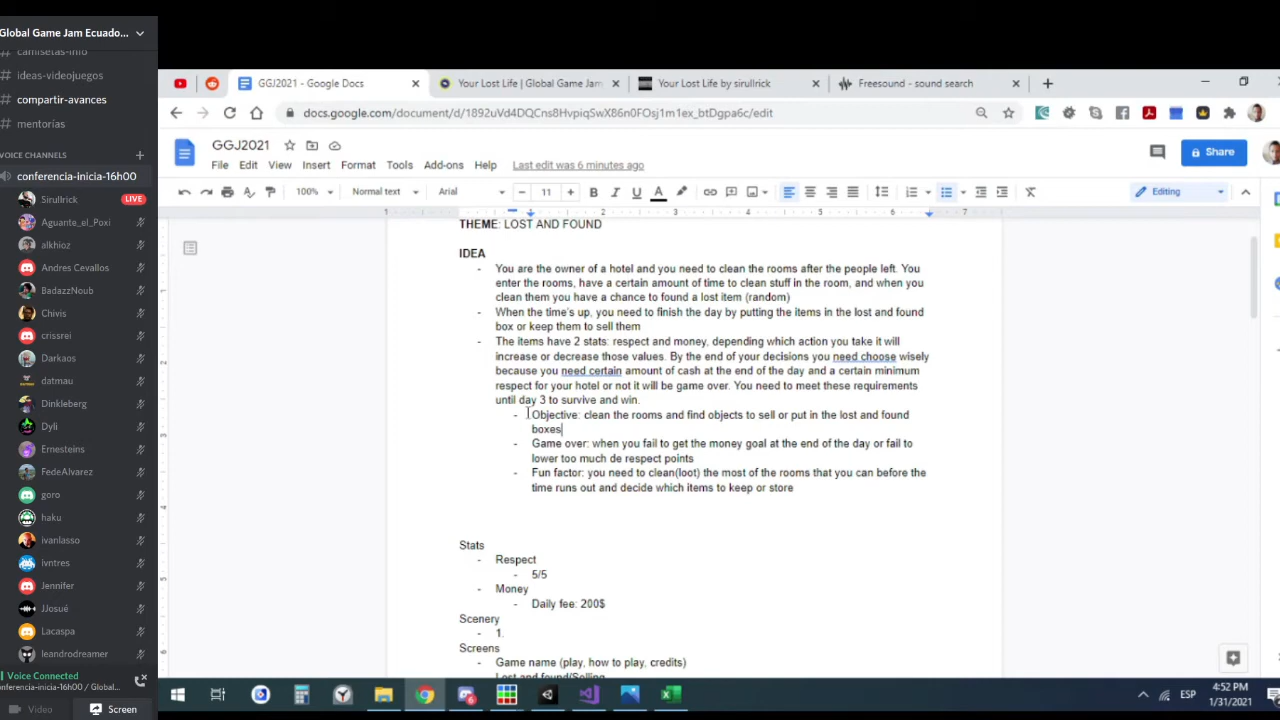 Global Game Jam Ecuado...
# camisetas-info
# ideas-videojuegos
# compartir-avances
# mentorías
VOICE CHANNELS
conferencia-inicia-16h00
Sirullrick LIVE
Aguante_el_Poxi
alkhioz
Andres Cevallos
BadazzNoub
Chivis
crissrei
Darkaos
datmau
Dinkleberg
Dyli
Ernesteins
FedeAlvarez
goro
haku
ivanlasso
ivntres
Jennifer
JJosué
Lacaspa
leandrodreamer
Voice Connected
onferencia-inicia-16h00 / Global...
Video Screen
GGJ2021 - Google Docs
Your Lost Life | Global Game Jam
Your Lost Life by sirullrick
Freesound - sound search
docs.google.com/document/d/1892uVd4DQCns8HvpiqSwX86n0FOsj1m1ex_btDgpa6c/edit
GGJ2021
File Edit View Insert Format Tools Add-ons Help Last edit was 6 minutes ago
Share
100% Normal text Arial 11 B I U A Editing
1 2 3 4 5 6 7
THEME: LOST AND FOUND
IDEA
- You are the owner of a hotel and you need to clean the rooms after the people left. You
enter the rooms, have a certain amount of time to clean stuff in the room, and when you
clean them you have a chance to found a lost item (random)
- When the time's up, you need to finish the day by putting the items in the lost and found
box or keep them to sell them
- The items have 2 stats: respect and money, depending which action you take it will
increase or decrease those values. By the end of your decisions you need choose wisely
because you need certain amount of cash at the end of the day and a certain minimum
respect for your hotel or not it will be game over. You need to meet these requirements
until day 3 to survive and win.
- Objective: clean the rooms and find objects to sell or put in the lost and found
boxes
- Game over: when you fail to get the money goal at the end of the day or fail to
lower too much de respect points
- Fun factor: you need to clean(loot) the most of the rooms that you can before the
time runs out and decide which items to keep or store
Stats
- Respect
- 5/5
- Money
- Daily fee: 200$
Scenery
- 1.
Screens
- Game name (play, how to play, credits)
Lost and found/Selling
ESP
4:52 PM
1/31/2021